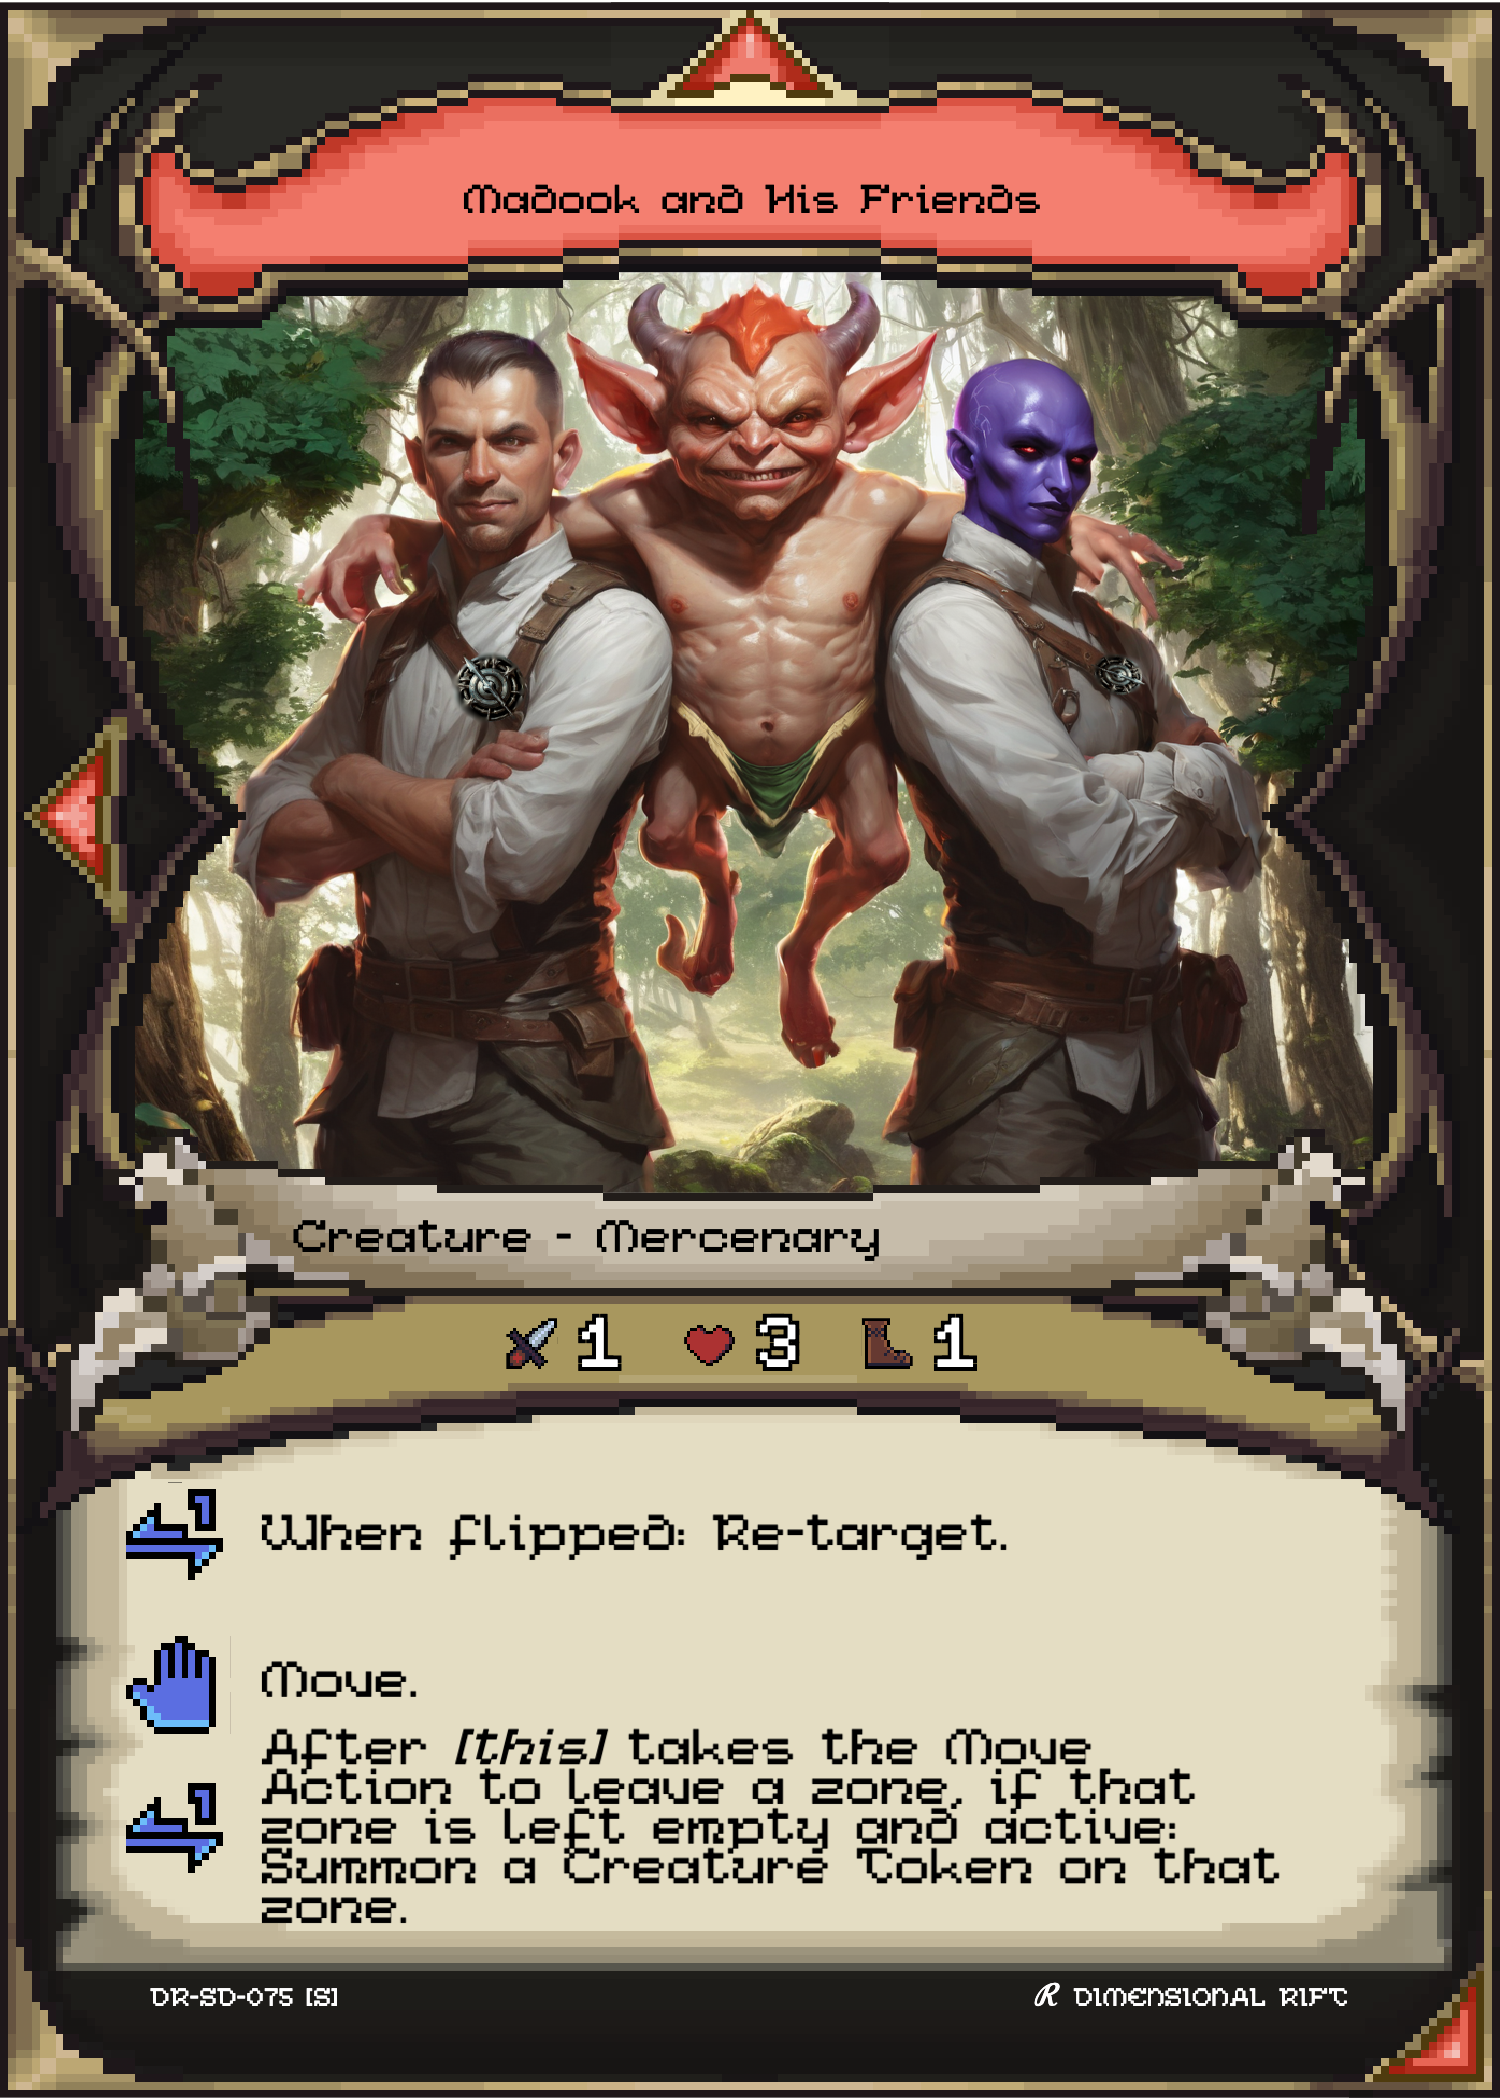 Madook and His Friends
Creature - Mercenary
1 3 1
When flipped: Re-target.
Move.
After [this] takes the Move
Action to leave a zone, if that
zone is left empty and active:
Summon a Creature Token on that
zone.
DR-SD-075 [S]
R DIMENSIONAL RIFT